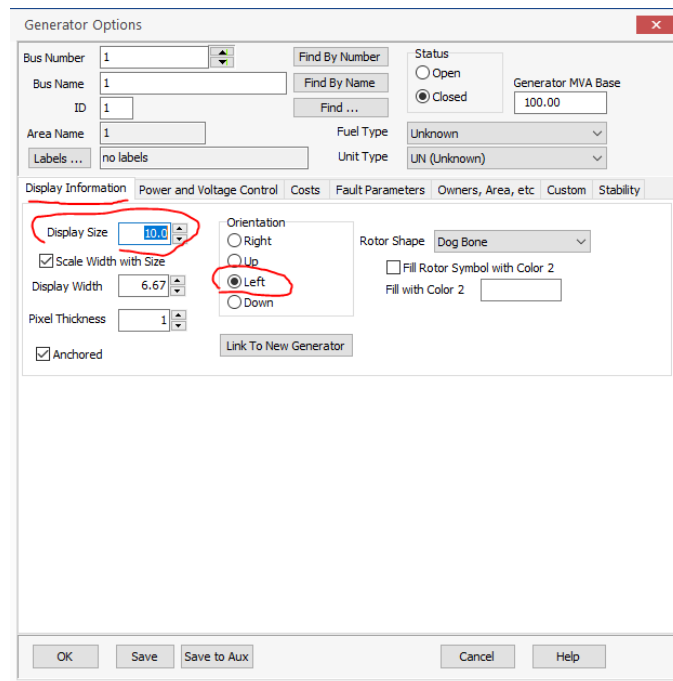 Generator Options
Bus Number 1 Find By Number Status
Open
Bus Name 1 Find By Name Generator MVA Base
Closed 100.00
ID 1 Find ...
Area Name 1 Fuel Type Unknown
Labels ... no labels Unit Type UN (Unknown)
Display Information Power and Voltage Control Costs Fault Parameters Owners, Area, etc Custom Stability
Display Size 10.0 Orientation
Right Rotor Shape Dog Bone
Scale Width with Size Up Fill Rotor Symbol with Color 2
Display Width 6.67 Left Fill with Color 2
Down
Pixel Thickness 1
Anchored Link To New Generator
OK Save Save to Aux Cancel Help